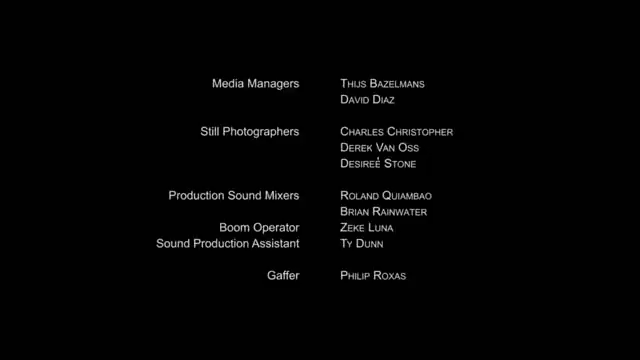 Media Managers THIJS BAZELMANS
DAVID DIAZ
Still Photographers CHARLES CHRISTOPHER
DEREK VAN OSS
DESIREÉ STONE
Production Sound Mixers ROLAND QUIAMBAO
BRIAN RAINWATER
Boom Operator ZEKE LUNA
Sound Production Assistant TY DUNN
Gaffer PHILIP ROXAS